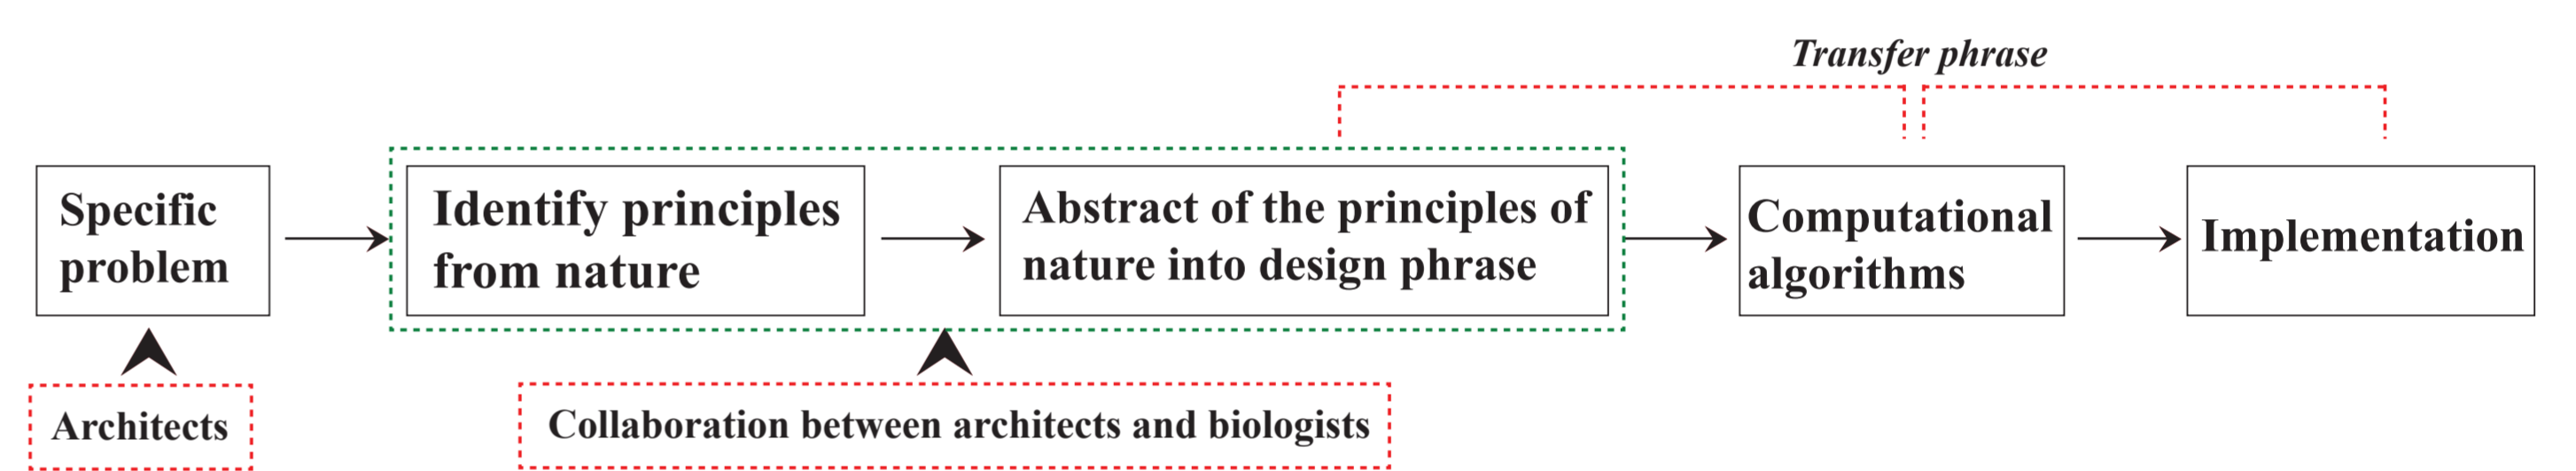 Transfer phrase
Specific
problem
Identify principles
from nature
Abstract of the principles of
nature into design phrase
Computational
algorithms
Implementation
Architects
Collaboration between architects and biologists